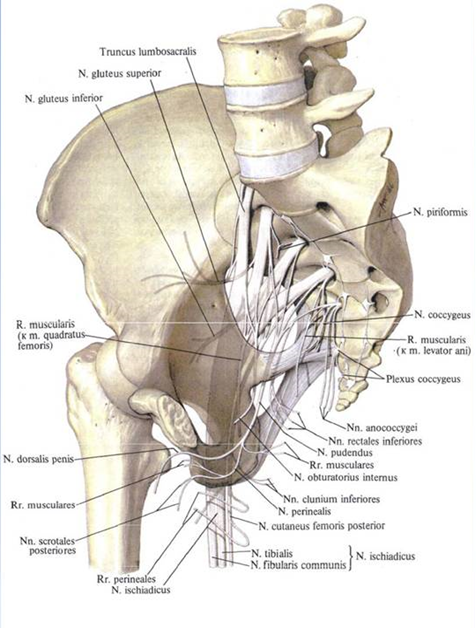 Truncus lumbosacralis
N. gluteus superior
N. gluteus inferior
N. piriformis
N. coccygeus
R. muscularis
(к m. levator ani)
Plexus coccygeus
R. muscularis
(к m. quadratus
femoris)
Nn. anococcygei
Nn. rectales inferiores
N. pudendus
Rr. musculares
N. obturatorius internus
N. dorsalis penis
Nn. clunium inferiores
N. perinealis
Rr. musculares
N. cutaneus femoris posterior
Nn. scrotales
posteriores
N. tibialis
N. fibularis communis
N. ischiadicus
Rr. perineales
N. ischiadicus